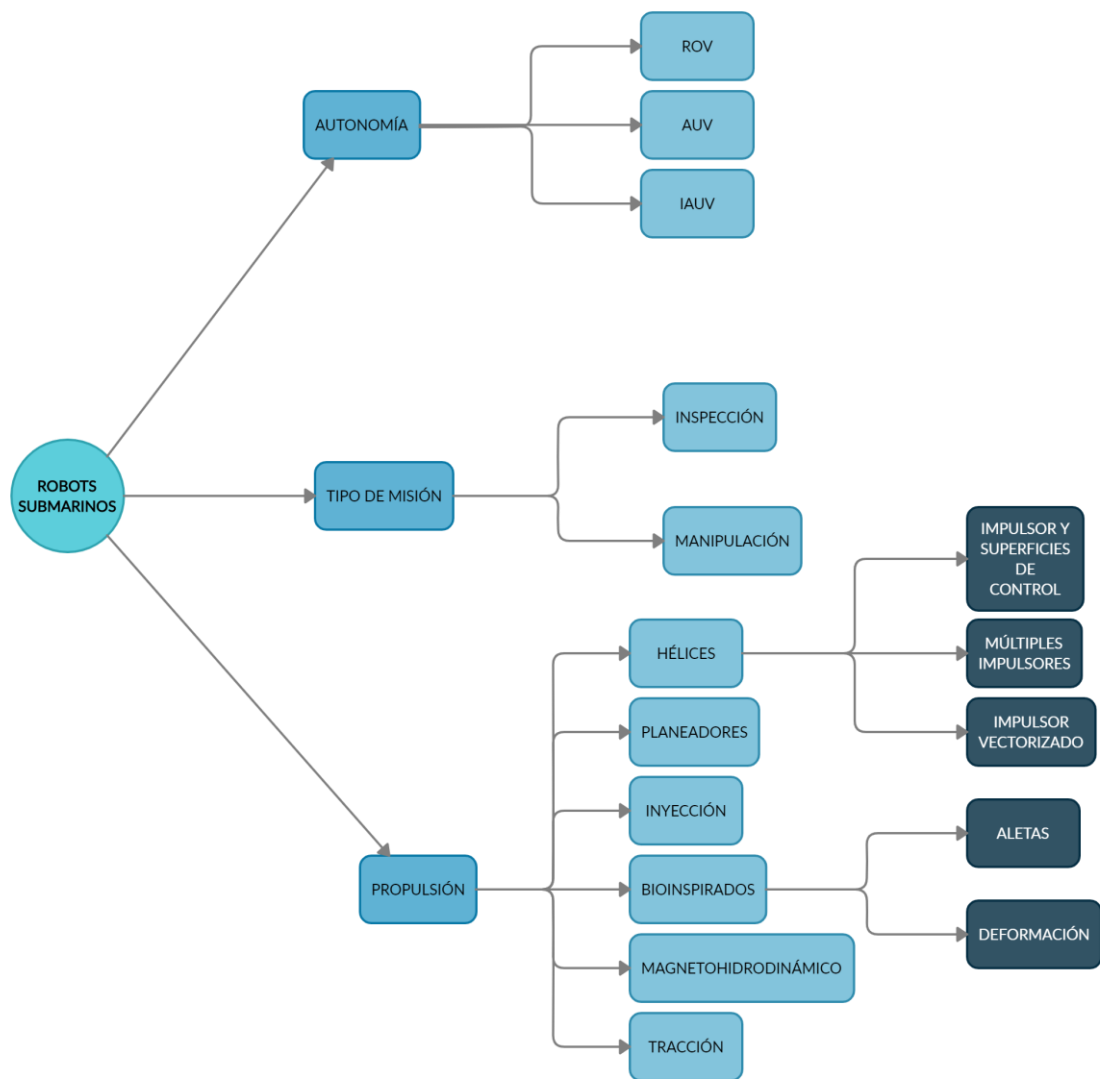 ROV
AUTONOMÍA
AUV
IAUV
INSPECCIÓN
ROBOTS
SUBMARINOS
TIPO DE MISIÓN
MANIPULACIÓN
IMPULSOR Y
SUPERFICIES
DE
CONTROL
HÉLICES
MÚLTIPLES
IMPULSORES
PLANEADORES
IMPULSOR
VECTORIZADO
INYECCIÓN
ALETAS
PROPULSIÓN
BIOINSPIRADOS
DEFORMACIÓN
MAGNETOHIDRODINÁMICO
TRACCIÓN